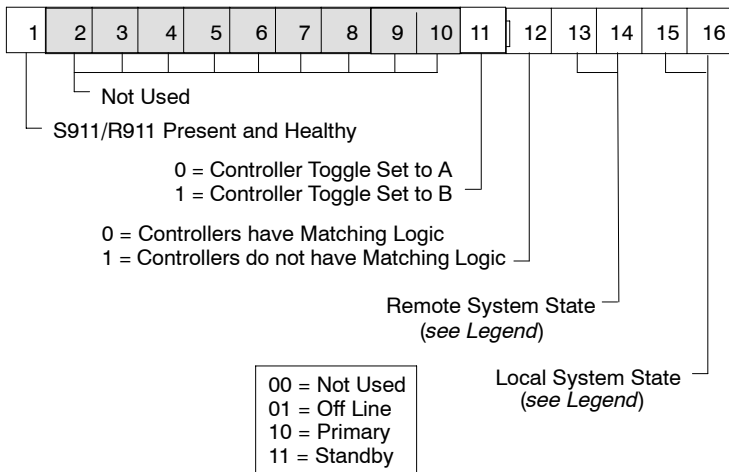 1 2 3 4 5 6 7 8 9 10 11 12 13 14 15 16
Not Used
S911/R911 Present and Healthy
0 = Controller Toggle Set to A
1 = Controller Toggle Set to B
0 = Controllers have Matching Logic
1 = Controllers do not have Matching Logic
Remote System State
(see Legend)
Local System State
(see Legend)
00 = Not Used
01 = Off Line
10 = Primary
11 = Standby